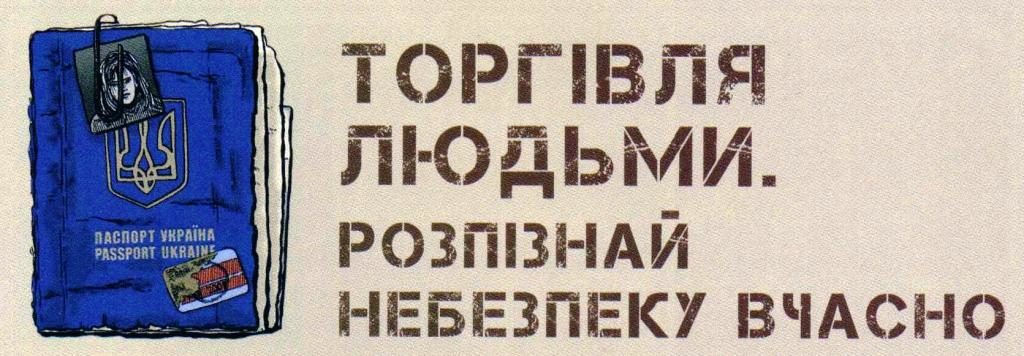 ПАСПОРТ УКРАЇНА
PASSPORT UKRAINE
ТОРГІВЛЯ
ЛЮДЬМИ.
РОЗПІЗНАЙ
НЕБЕЗПЕКУ ВЧАСНО